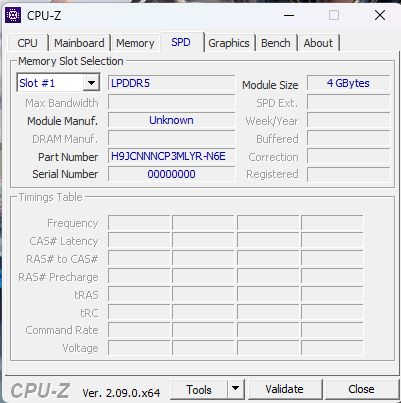 CPU-Z
CPU Mainboard Memory SPD Graphics Bench About
Memory Slot Selection
Slot #1 LPDDR5 Module Size 4 GBytes
Max Bandwidth SPD Ext.
Module Manuf. Unknown Week/Year
DRAM Manuf. Buffered
Part Number H9JCNNNCP3MLYR-N6E Correction
Serial Number 00000000 Registered
Timings Table
Frequency
CAS# Latency
RAS# to CAS#
RAS# Precharge
tRAS
tRC
Command Rate
Voltage
CPU-Z Ver. 2.09.0.x64 Tools Validate Close